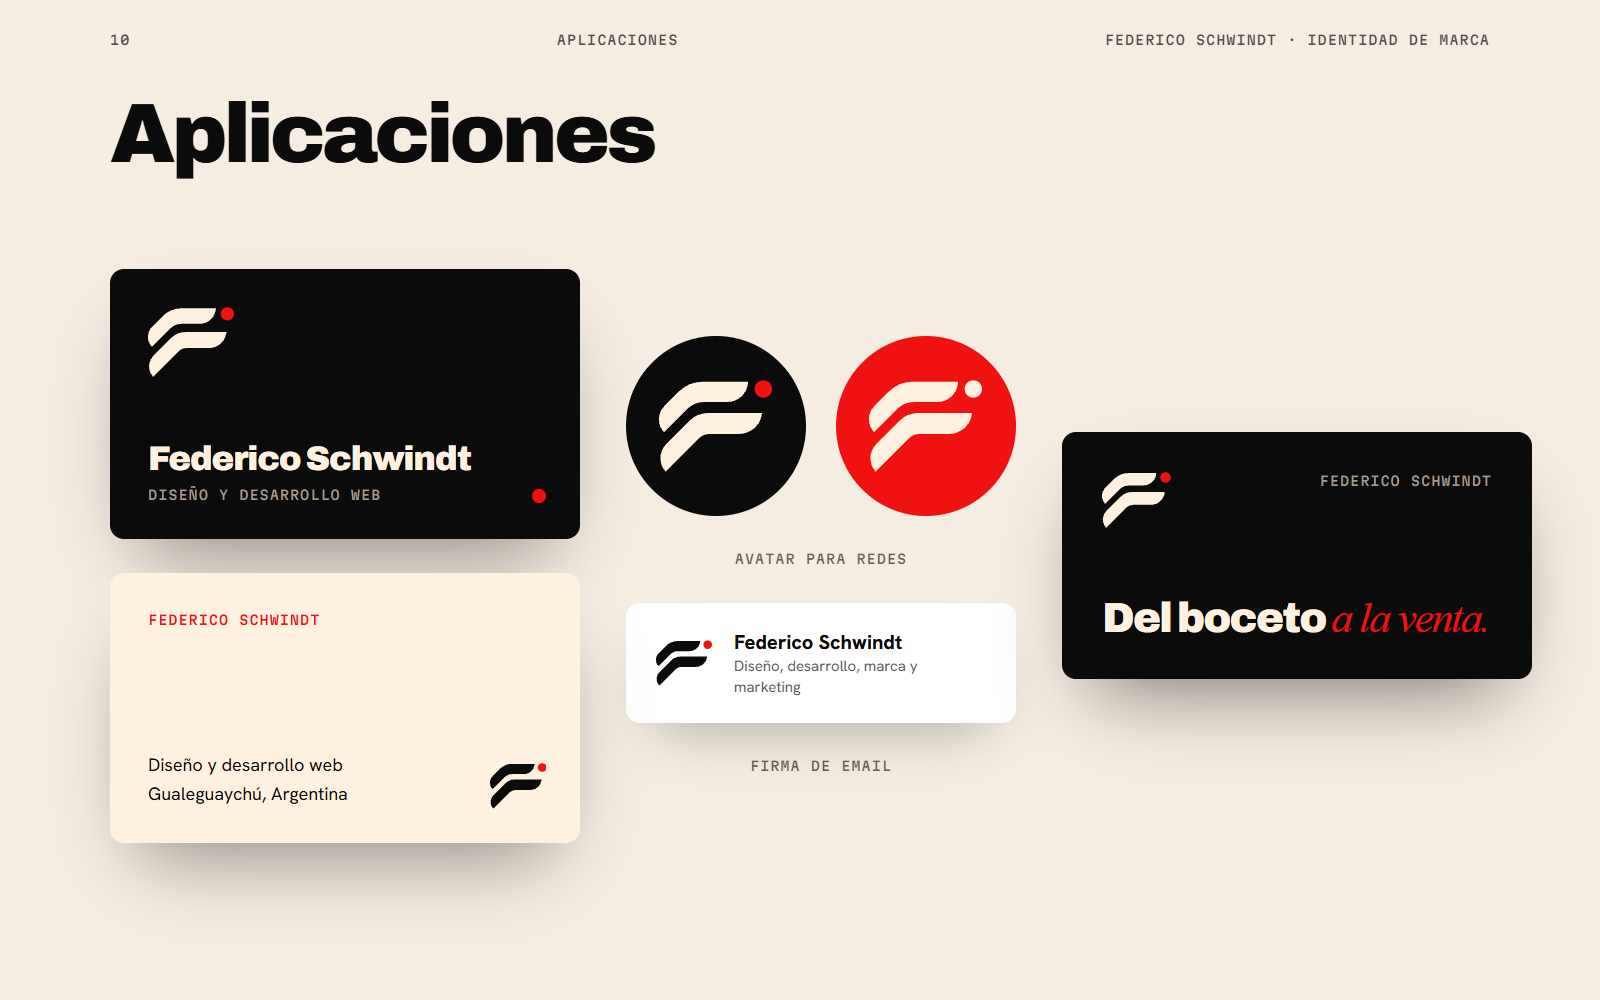 10
APLICACIONES
FEDERICO SCHWINDT · IDENTIDAD DE MARCA
Aplicaciones
Federico Schwindt
DISEÑO Y DESARROLLO WEB
FEDERICO SCHWINDT
Diseño y desarrollo web
Gualeguaychú, Argentina
AVATAR PARA REDES
Federico Schwindt
Diseño, desarrollo, marca y
marketing
FIRMA DE EMAIL
FEDERICO SCHWINDT
Del boceto a la venta.